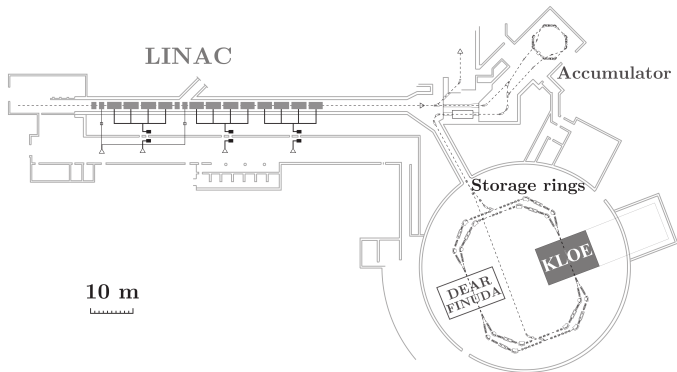 LINAC
Accumulator
Storage rings
KLOE
DEAR
FINUDA
10 m